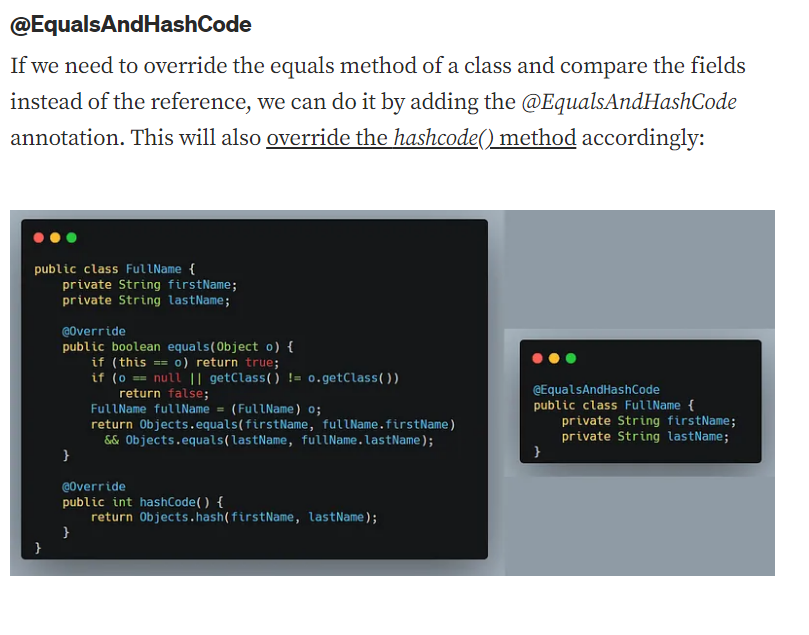 @EqualsAndHashCode
If we need to override the equals method of a class and compare the fields
instead of the reference, we can do it by adding the @EqualsAndHashCode
annotation. This will also override the hashcode() method accordingly:
public class FullName {
    private String firstName;
    private String lastName;

    @Override
    public boolean equals(Object o) {
        if (this == o) return true;
        if (o == null || getClass() != o.getClass())
            return false;
        FullName fullName = (FullName) o;
        return Objects.equals(firstName, fullName.firstName)
          && Objects.equals(lastName, fullName.lastName);
    }

    @Override
    public int hashCode() {
        return Objects.hash(firstName, lastName);
    }
}
@EqualsAndHashCode
public class FullName {
    private String firstName;
    private String lastName;
}